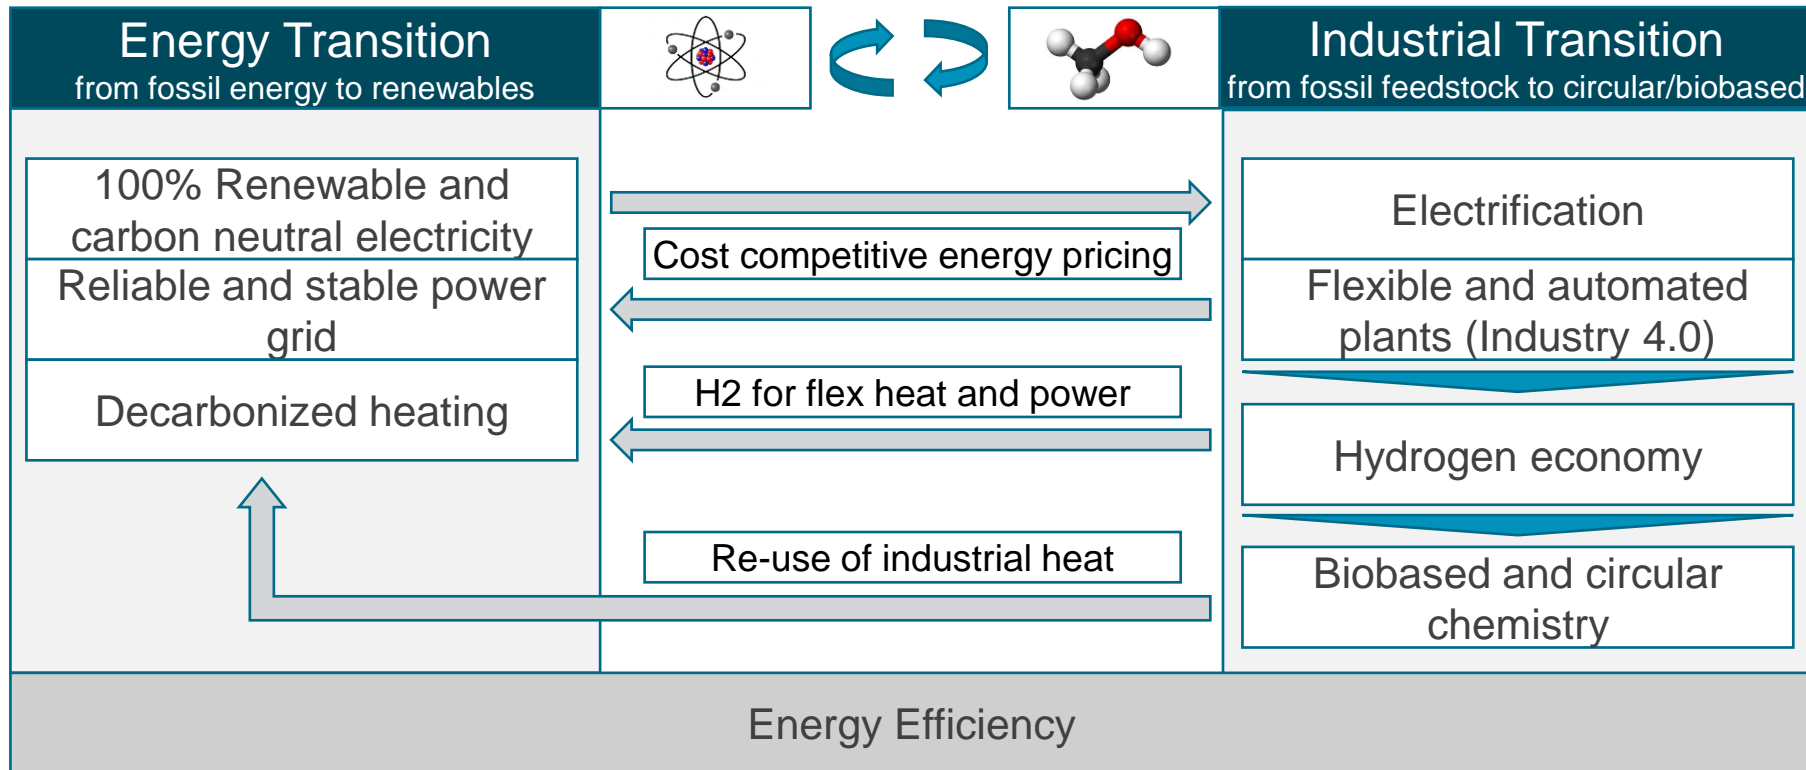 Energy Transition
from fossil energy to renewables
Industrial Transition
from fossil feedstock to circular/biobased
100% Renewable and
carbon neutral electricity
Reliable and stable power
grid
Decarbonized heating
Cost competitive energy pricing
H2 for flex heat and power
Re-use of industrial heat
Electrification
Flexible and automated
plants (Industry 4.0)
Hydrogen economy
Biobased and circular
chemistry
Energy Efficiency